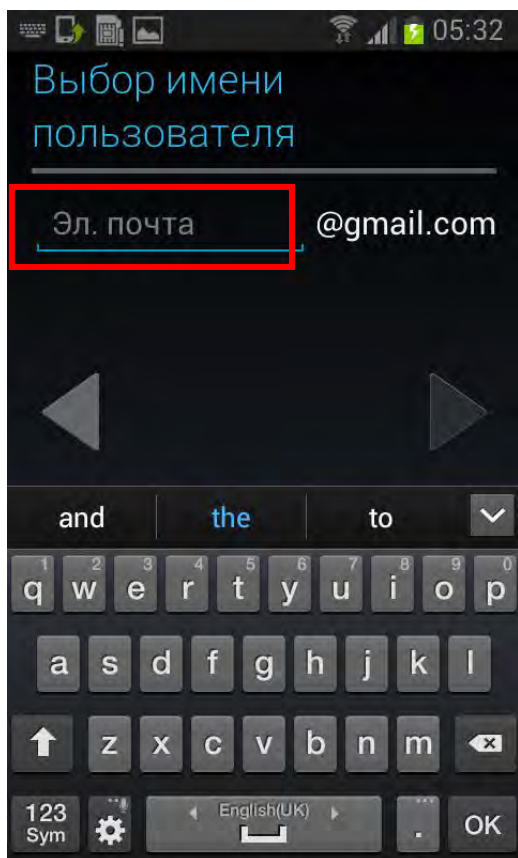 05:32
Выбор имени
пользователя
Эл. почта @gmail.com
and the to
1 2 3 4 5 6 7 8 9 0
q w e r t y u i o p
a s d f g h j k l
z x c v b n m
123
Sym
English(UK)
. OK